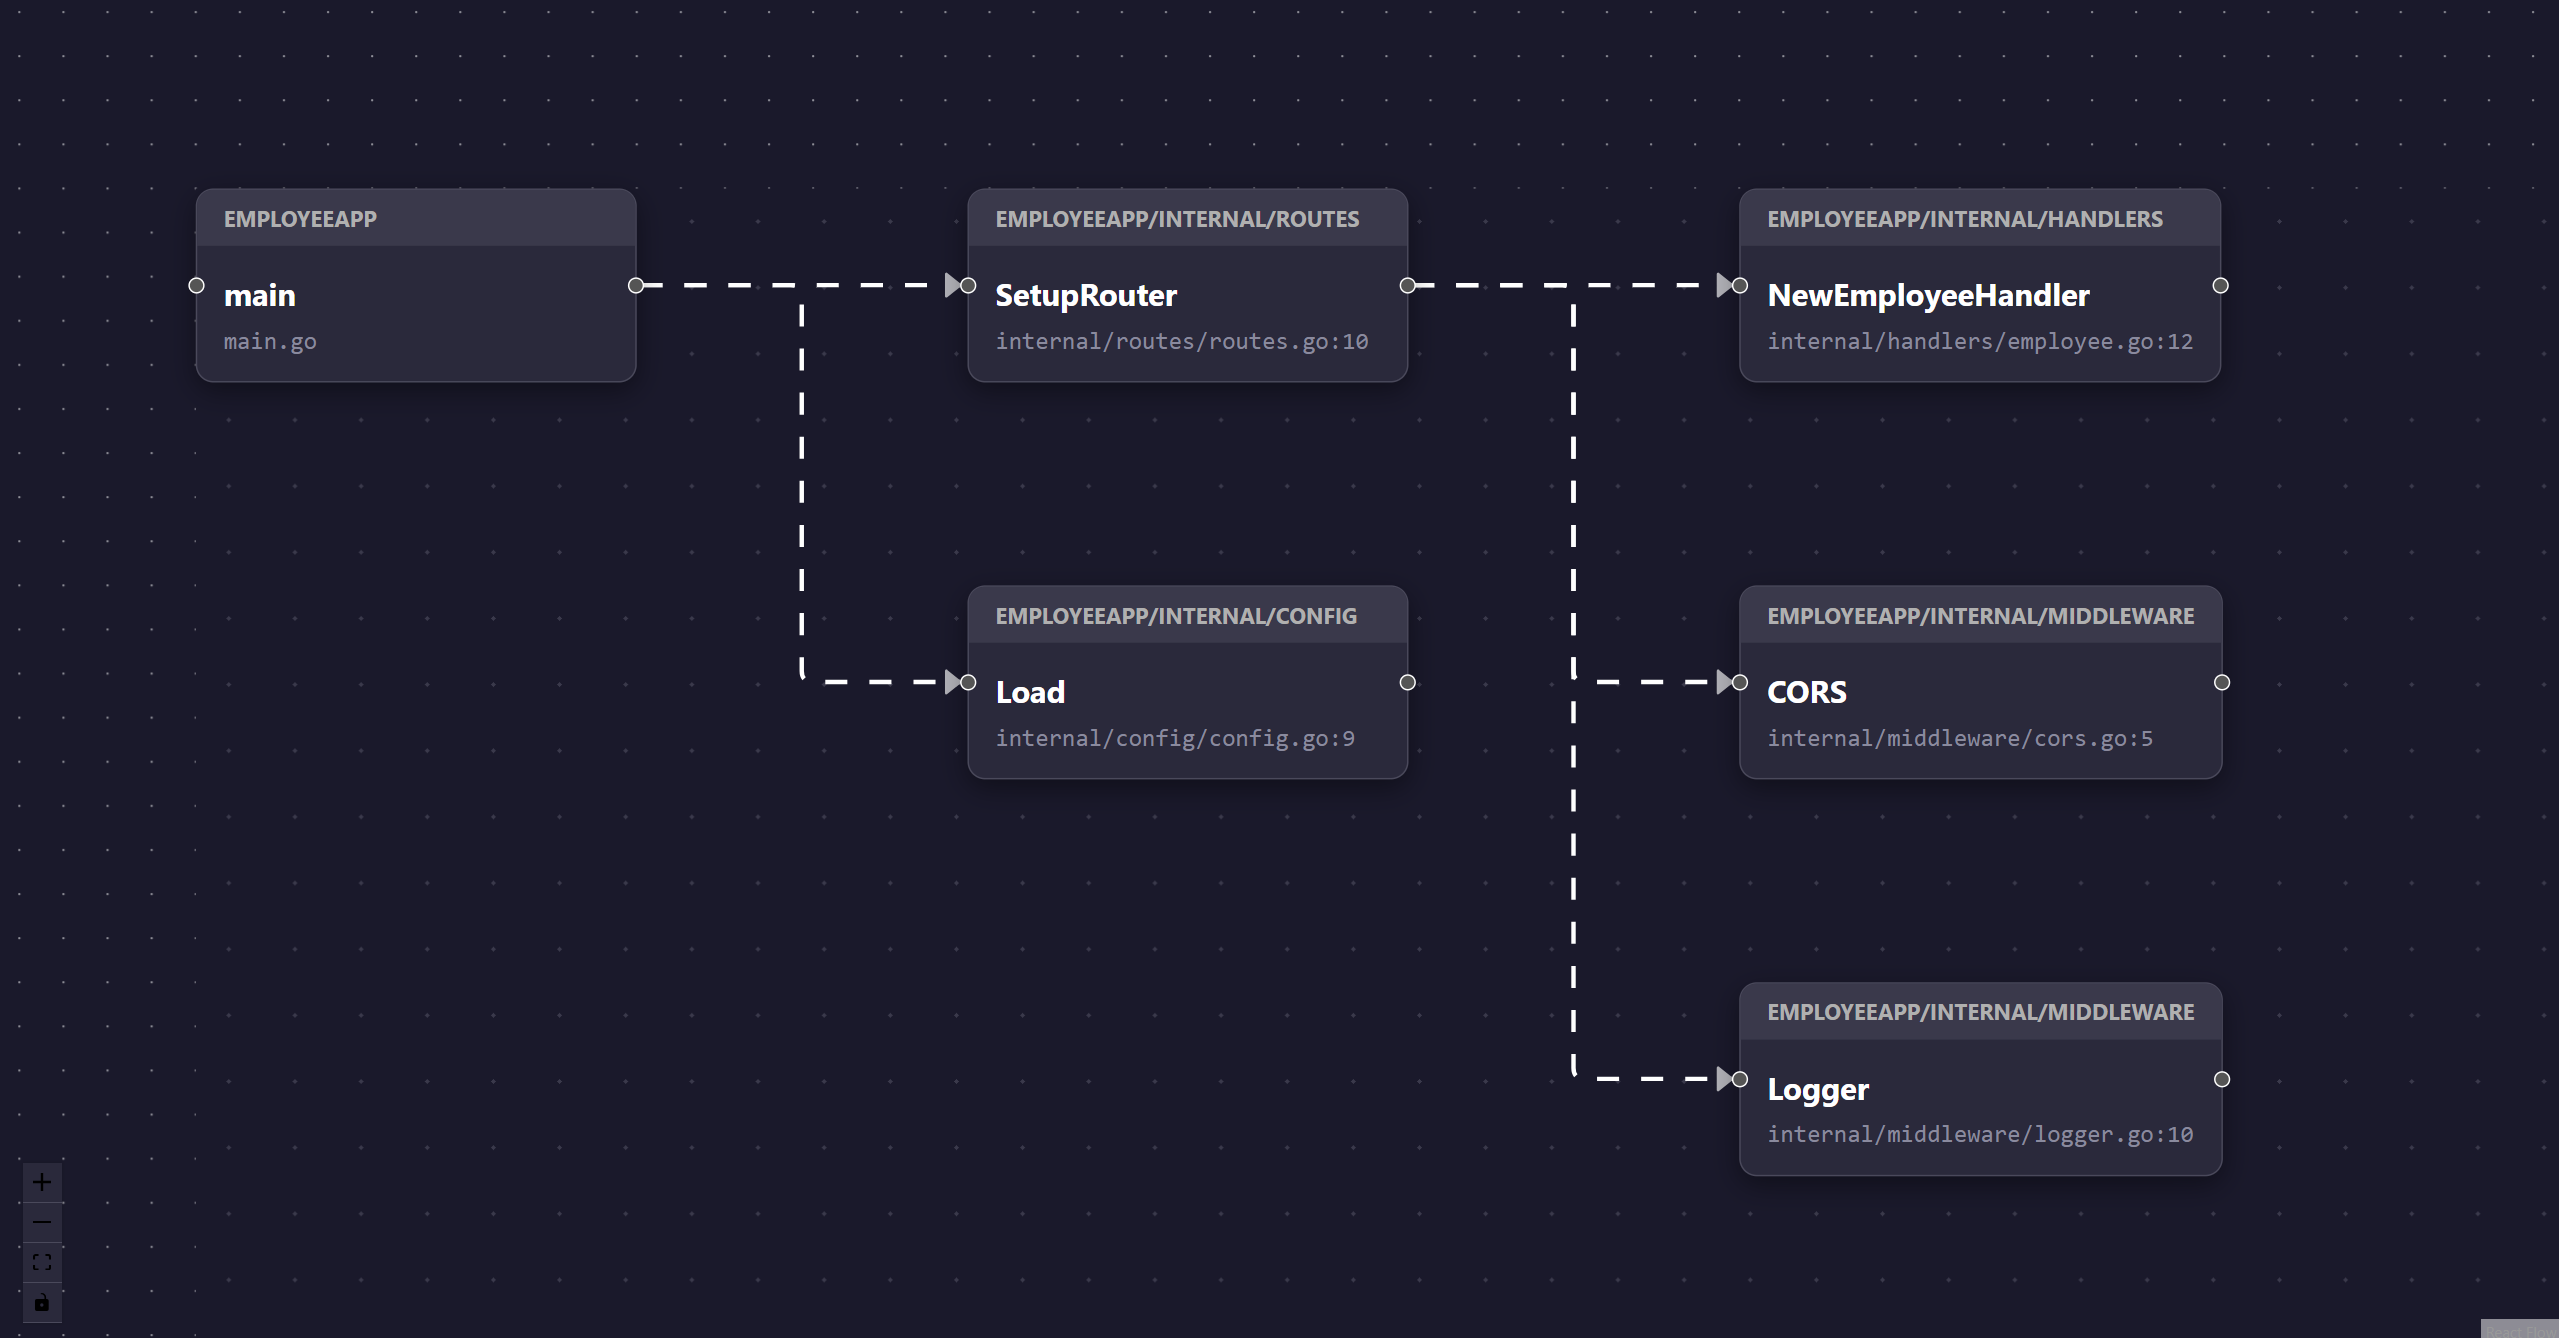 EMPLOYEEAPP
main
main.go
EMPLOYEEAPP/INTERNAL/ROUTES
SetupRouter
internal/routes/routes.go:10
EMPLOYEEAPP/INTERNAL/HANDLERS
NewEmployeeHandler
internal/handlers/employee.go:12
EMPLOYEEAPP/INTERNAL/CONFIG
Load
internal/config/config.go:9
EMPLOYEEAPP/INTERNAL/MIDDLEWARE
CORS
internal/middleware/cors.go:5
EMPLOYEEAPP/INTERNAL/MIDDLEWARE
Logger
internal/middleware/logger.go:10
React Flow